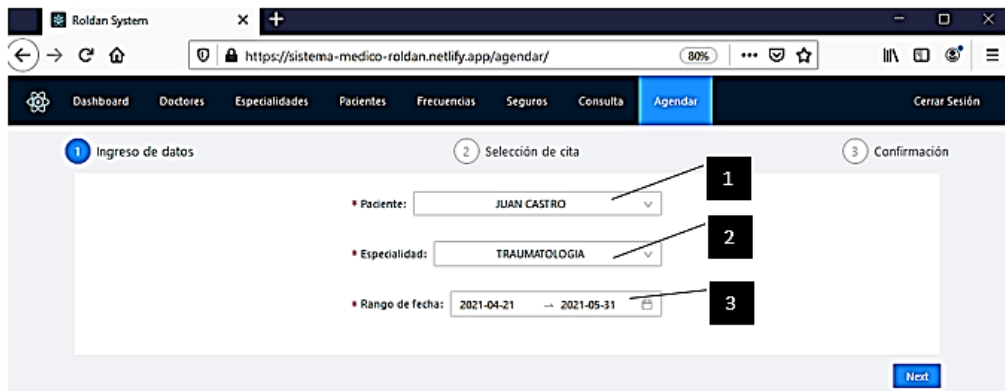 Roldan System
https://sistema-medico-roldan.netlify.app/agendar/ 80%
Dashboard Doctores Especialidades Pacientes Frecuencias Seguros Consulta Agendar Cerrar Sesión
1 Ingreso de datos 2 Selección de cita 3 Confirmación
1
* Paciente: JUAN CASTRO
2
* Especialidad: TRAUMATOLOGIA
* Rango de fecha: 2021-04-21 → 2021-05-31
3
Next